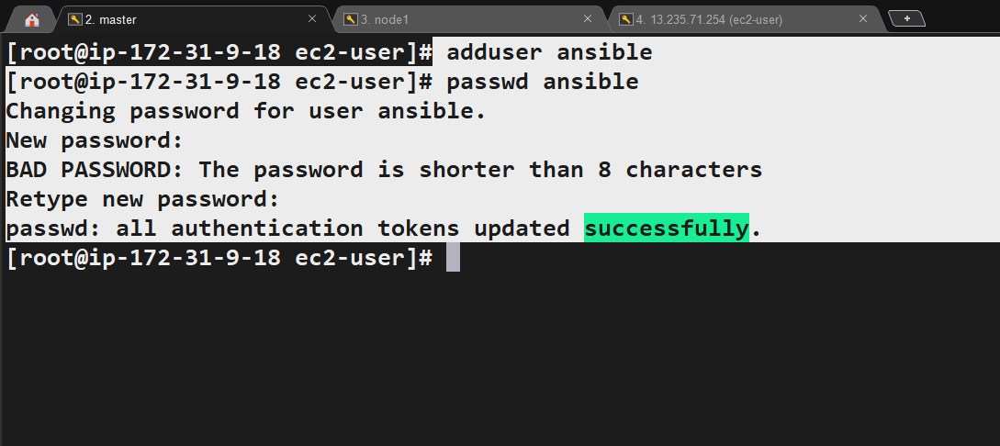 2. master
3. node1
4. 13.235.71.254 (ec2-user)
[root@ip-172-31-9-18 ec2-user]# adduser ansible
[root@ip-172-31-9-18 ec2-user]# passwd ansible
Changing password for user ansible.
New password:
BAD PASSWORD: The password is shorter than 8 characters
Retype new password:
passwd: all authentication tokens updated successfully.
[root@ip-172-31-9-18 ec2-user]#